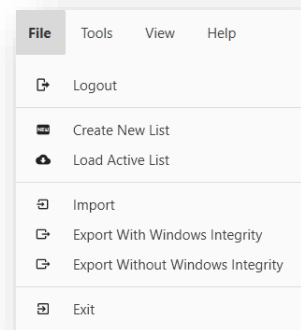 File Tools View Help
Logout
NEW Create New List
Load Active List
Import
Export With Windows Integrity
Export Without Windows Integrity
Exit